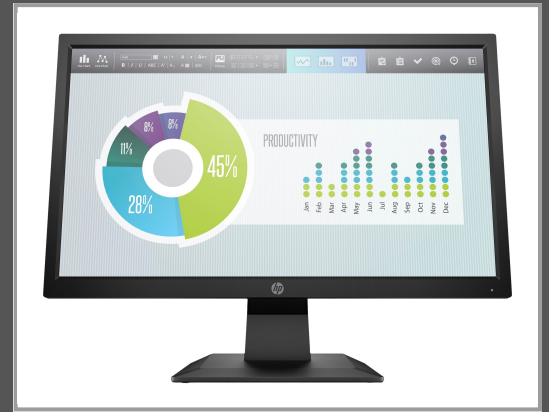 PRODUCTIVITY
8%
8%
11%
45%
28%
Jan
Feb
Mar
Apr
May
Jun
Jul
Aug
Sep
Oct
Nov
Dec
hp